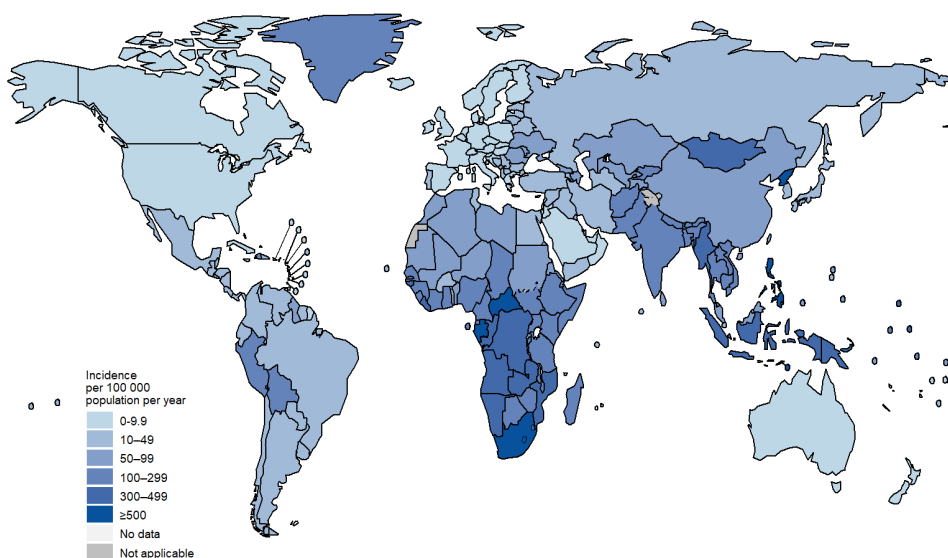 Incidence
per 100 000
population per year
0-9.9
10–49
50–99
100–299
300–499
≥500
No data
Not applicable